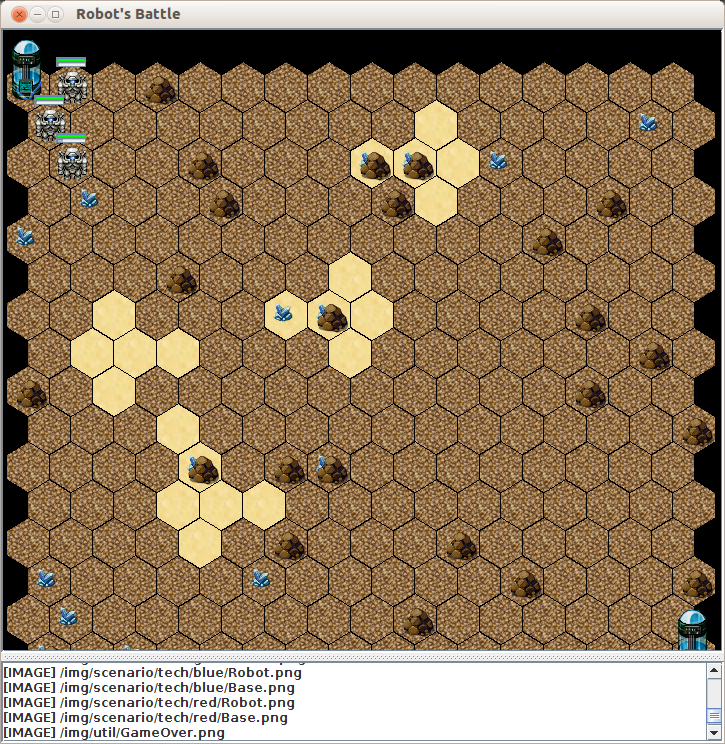 Robot's Battle
[IMAGE] /img/scenario/tech/blue/Robot.png
[IMAGE] /img/scenario/tech/blue/Base.png
[IMAGE] /img/scenario/tech/red/Robot.png
[IMAGE] /img/scenario/tech/red/Base.png
[IMAGE] /img/util/GameOver.png